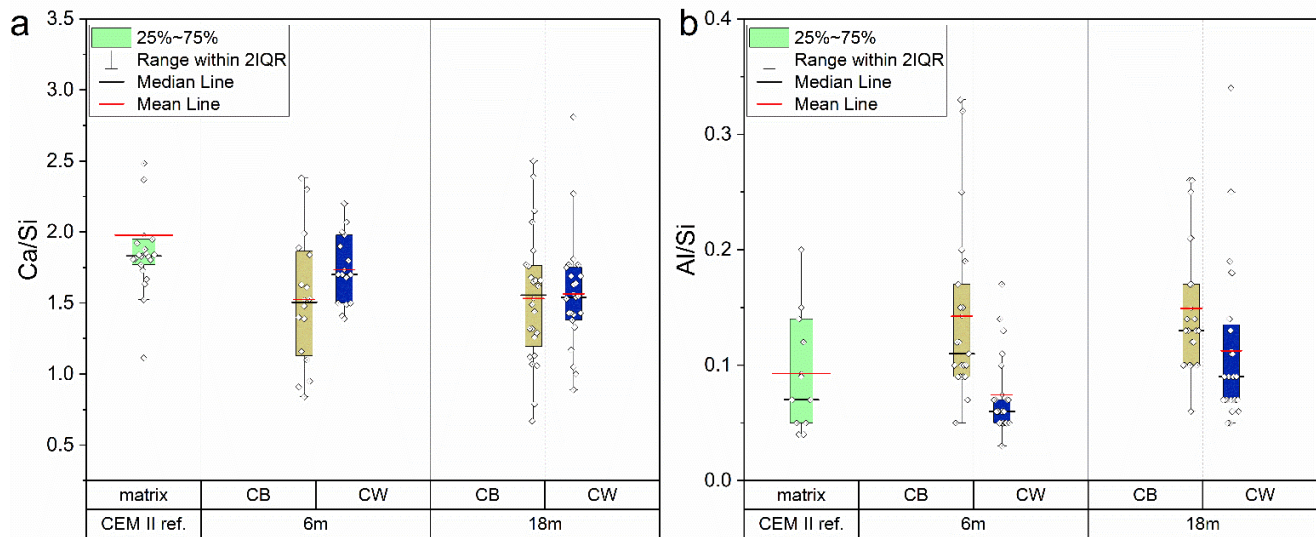 a
3.5
3.0
2.5
2.0
1.5
1.0
0.5
Ca/Si
25%~75%
Range within 2IQR
Median Line
Mean Line
matrix CB CW CB CW
CEM II ref. 6m 18m
b
0.4
0.3
0.2
0.1
0.0
Al/Si
25%~75%
Range within 2IQR
Median Line
Mean Line
matrix CB CW CB CW
CEM II ref. 6m 18m